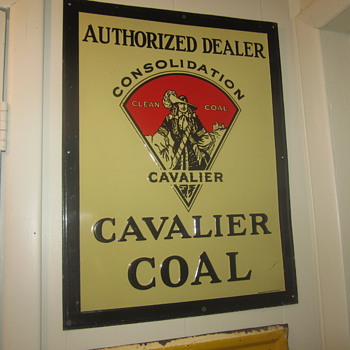 AUTHORIZED DEALER
CONSOLIDATION
CLEAN COAL
CAVALIER
CAVALIER
COAL